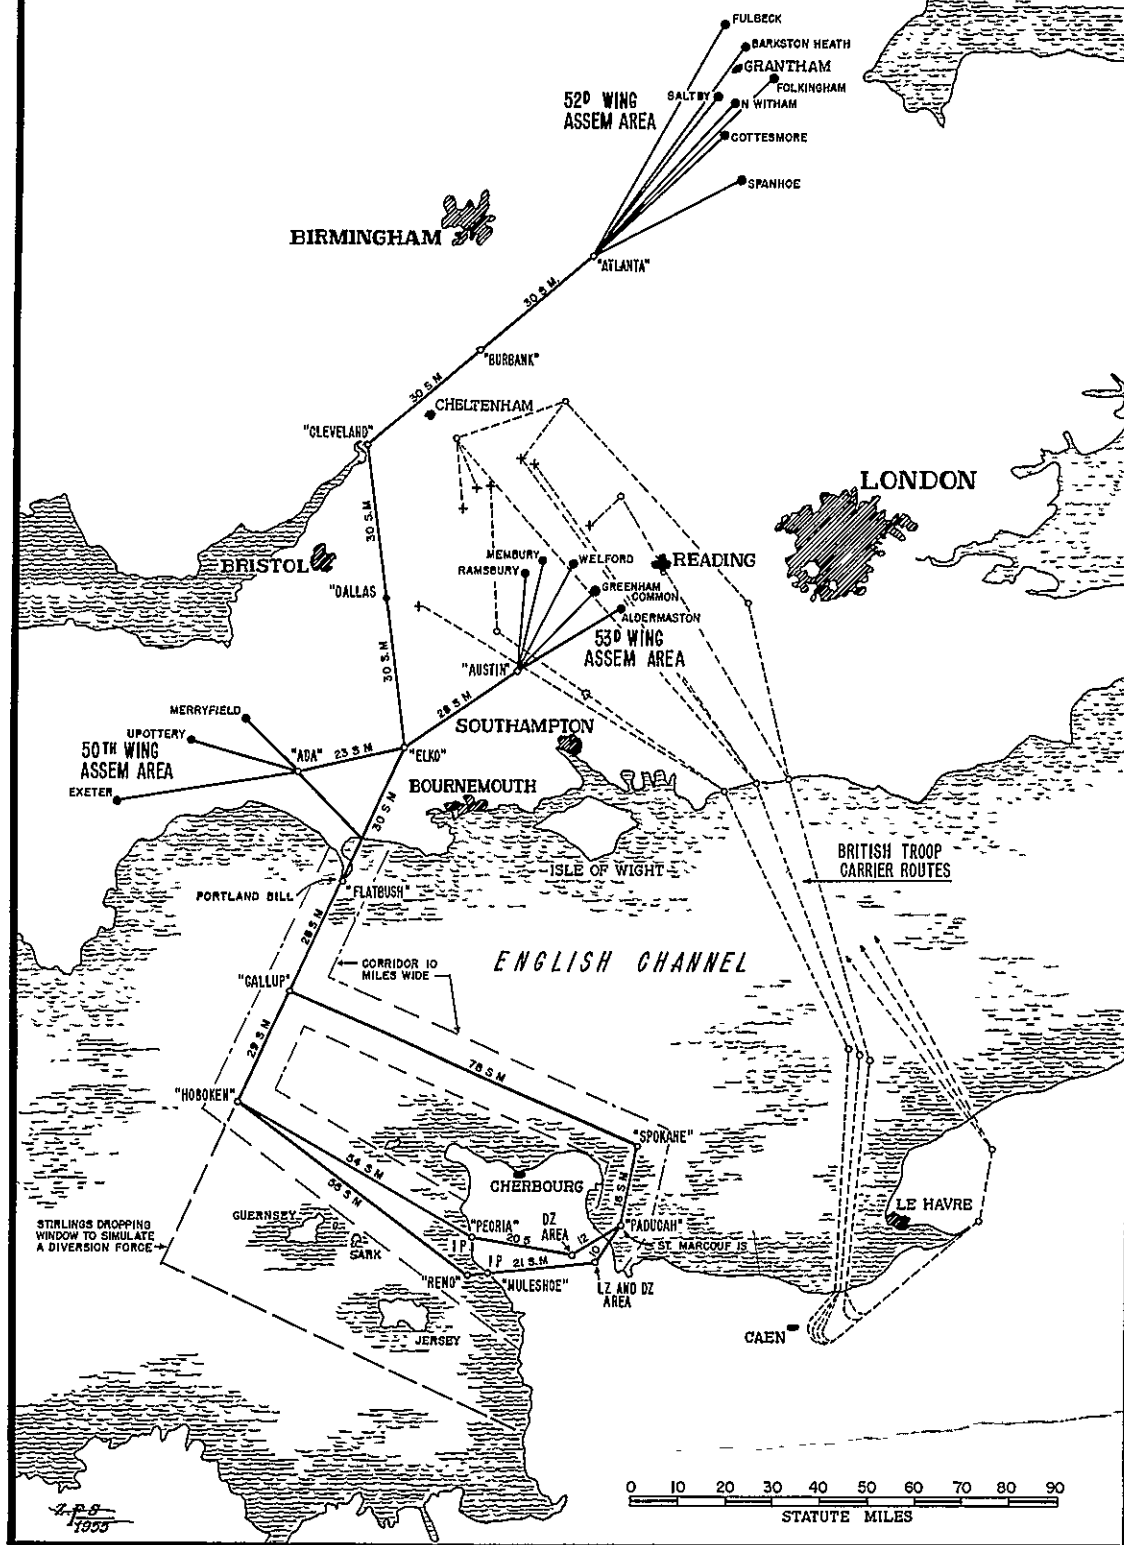 FULBECK
BARKSTON HEATH
GRANTHAM
FOLKINGHAM
SALTBY
N WITHAM
52D WING
ASSEM AREA
COTTESMORE
SPANHOE
BIRMINGHAM
"ATLANTA"
30 S M.
"BURBANK"
30 S M
CHELTENHAM
"CLEVELAND"
LONDON
30 S.M
MEMBURY
WELFORD
READING
BRISTOL
RAMSBURY
GREENHAM
COMMON
"DALLAS
ALDERMASTON
53D WING
ASSEM AREA
30 S.M
"AUSTIN"
28 S M
MERRYFIELD
SOUTHAMPTON
UPOTTERY
50TH WING
ASSEM AREA
"ADA"
23 S M
"ELKO"
EXETER
BOURNEMOUTH
30 S M
BRITISH TROOP
CARRIER ROUTES
ISLE OF WIGHT
PORTLAND BILL
"FLATBUSH"
28 S M
CORRIDOR 10
MILES WIDE
ENGLISH CHANNEL
"GALLUP"
29 S M
78 S M
"HOBOKEN"
"SPOKANE"
54 S M
CHERBOURG
15 S M
55 S M
LE HAVRE
GUERNSEY
"PEORIA"
DZ
AREA
"PADUCAH"
STIRLINGS DROPPING
WINDOW TO SIMULATE
A DIVERSION FORCE
SARK
I P
20 S
12
ST. MARCOUF IS
I P
21 S.M
10
"RENO"
"MULESHOE"
LZ AND DZ
AREA
JERSEY
CAEN
0 10 20 30 40 50 60 70 80 90
STATUTE MILES
1955